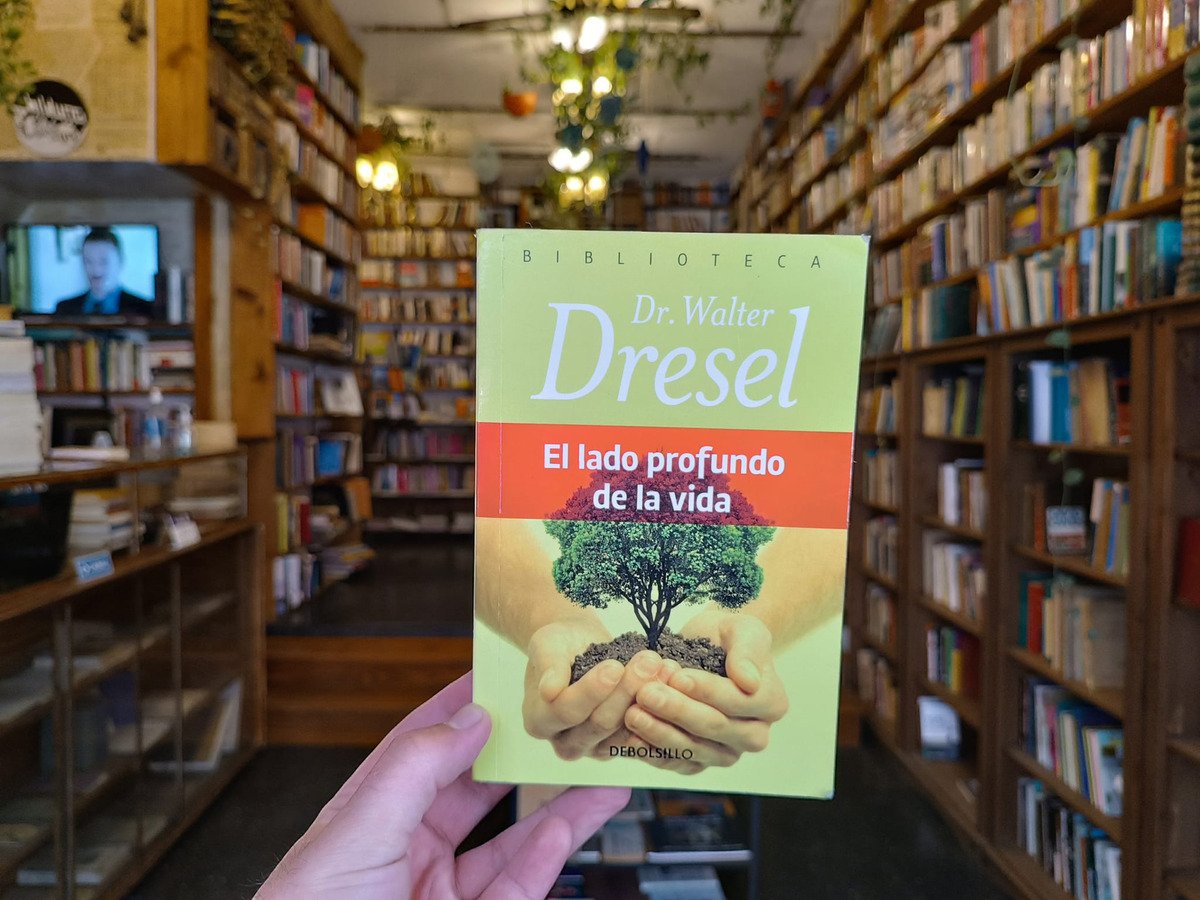 BIBLIOTECA
Dr. Walter
Dresel
El lado profundo
de la vida
DEBOLSILLO